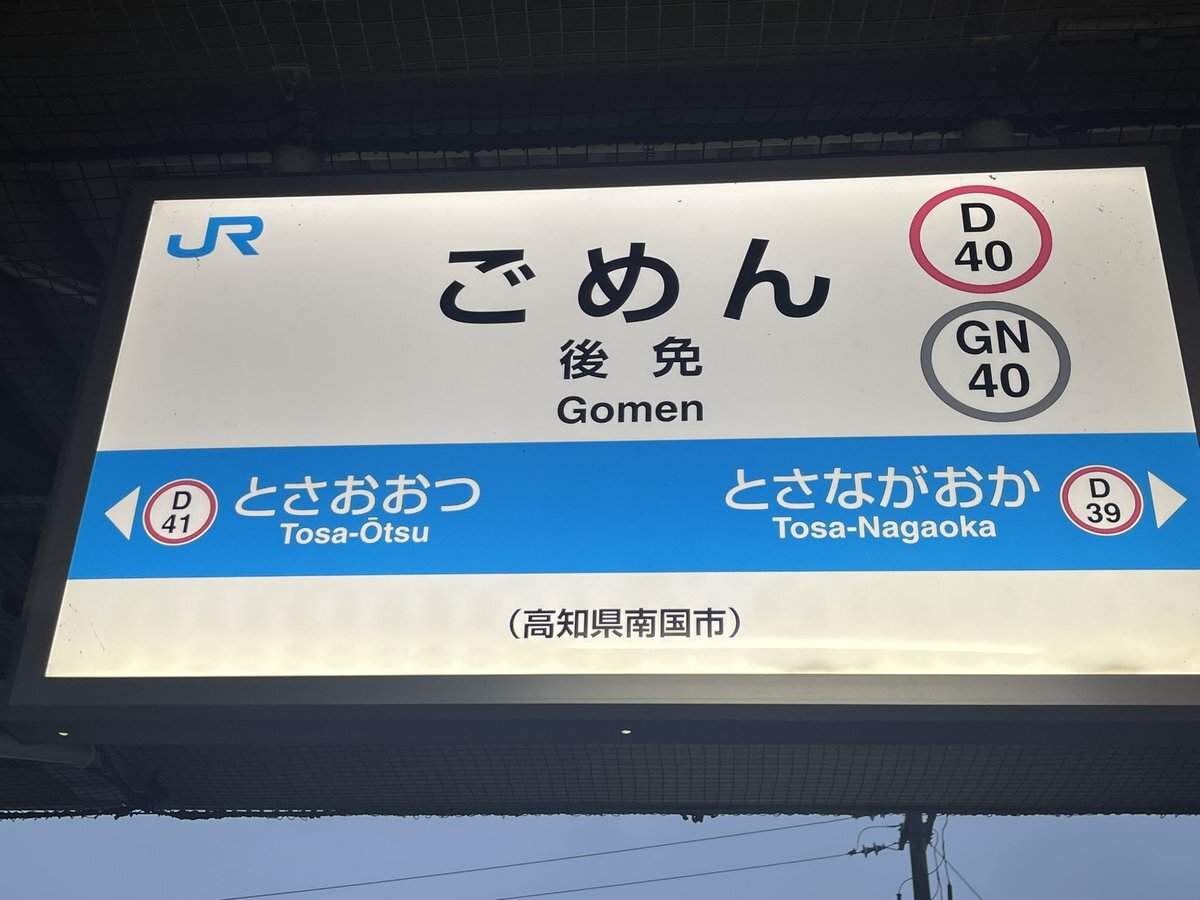 JR
ごめん
後免
Gomen
D
40
GN
40
D
41
とさおおつ
Tosa-Ōtsu
とさながおか
Tosa-Nagaoka
D
39
（高知県南国市）